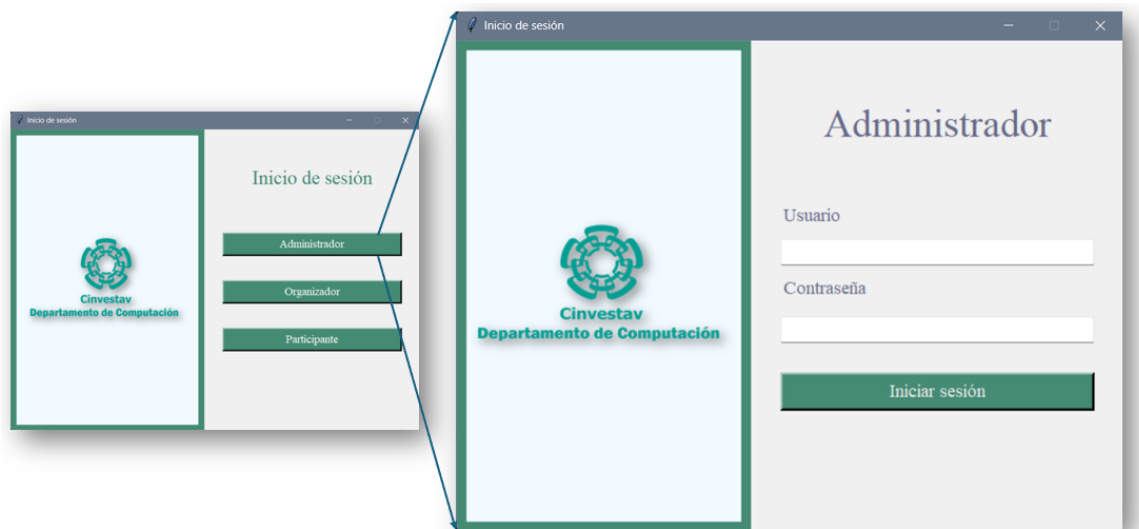 Inicio de sesión
Inicio de sesión
Administrador
Organizador
Participante
Cinvestav
Departamento de Computación
Inicio de sesión
Administrador
Usuario
Contraseña
Iniciar sesión
Cinvestav
Departamento de Computación